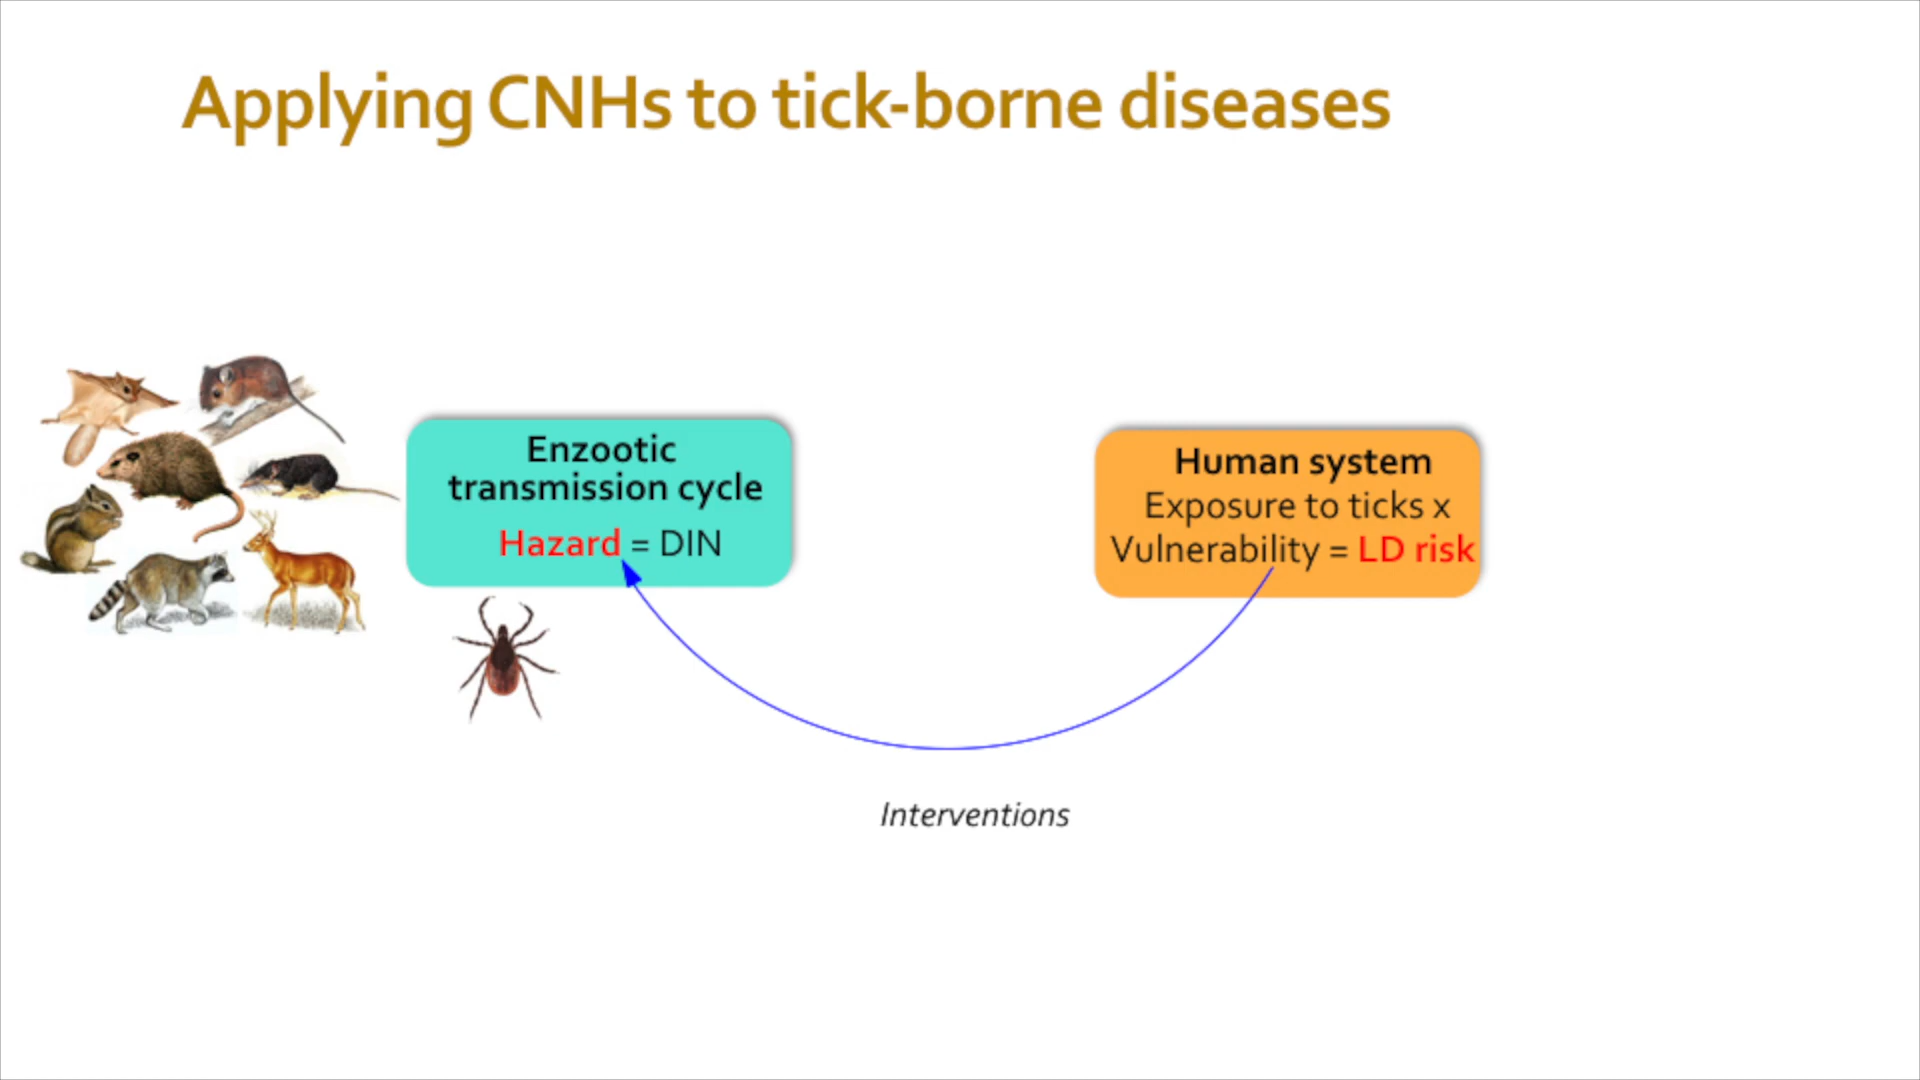 Applying CNHs to tick-borne diseases
Enzootic
transmission cycle
Hazard = DIN
Human system
Exposure to ticks x
Vulnerability = LD risk
Interventions